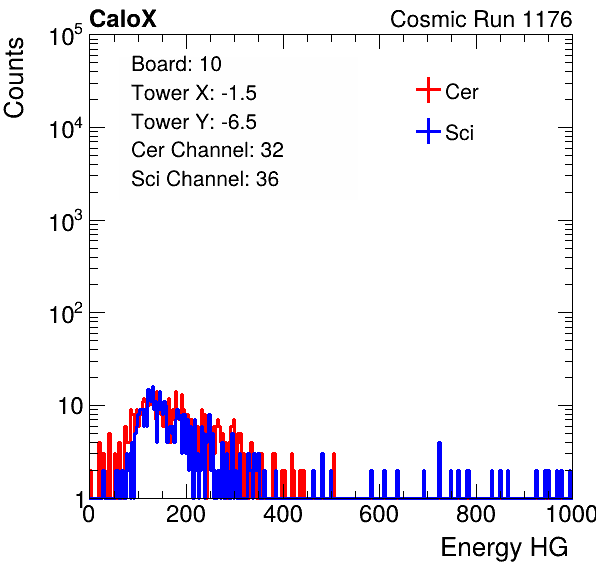 CaloX Cosmic Run 1176
Counts
Board: 10
Tower X: -1.5
Tower Y: -6.5
Cer Channel: 32
Sci Channel: 36
Cer
Sci
10^5
10^4
10^3
10^2
10
1
0 200 400 600 800 1000
Energy HG